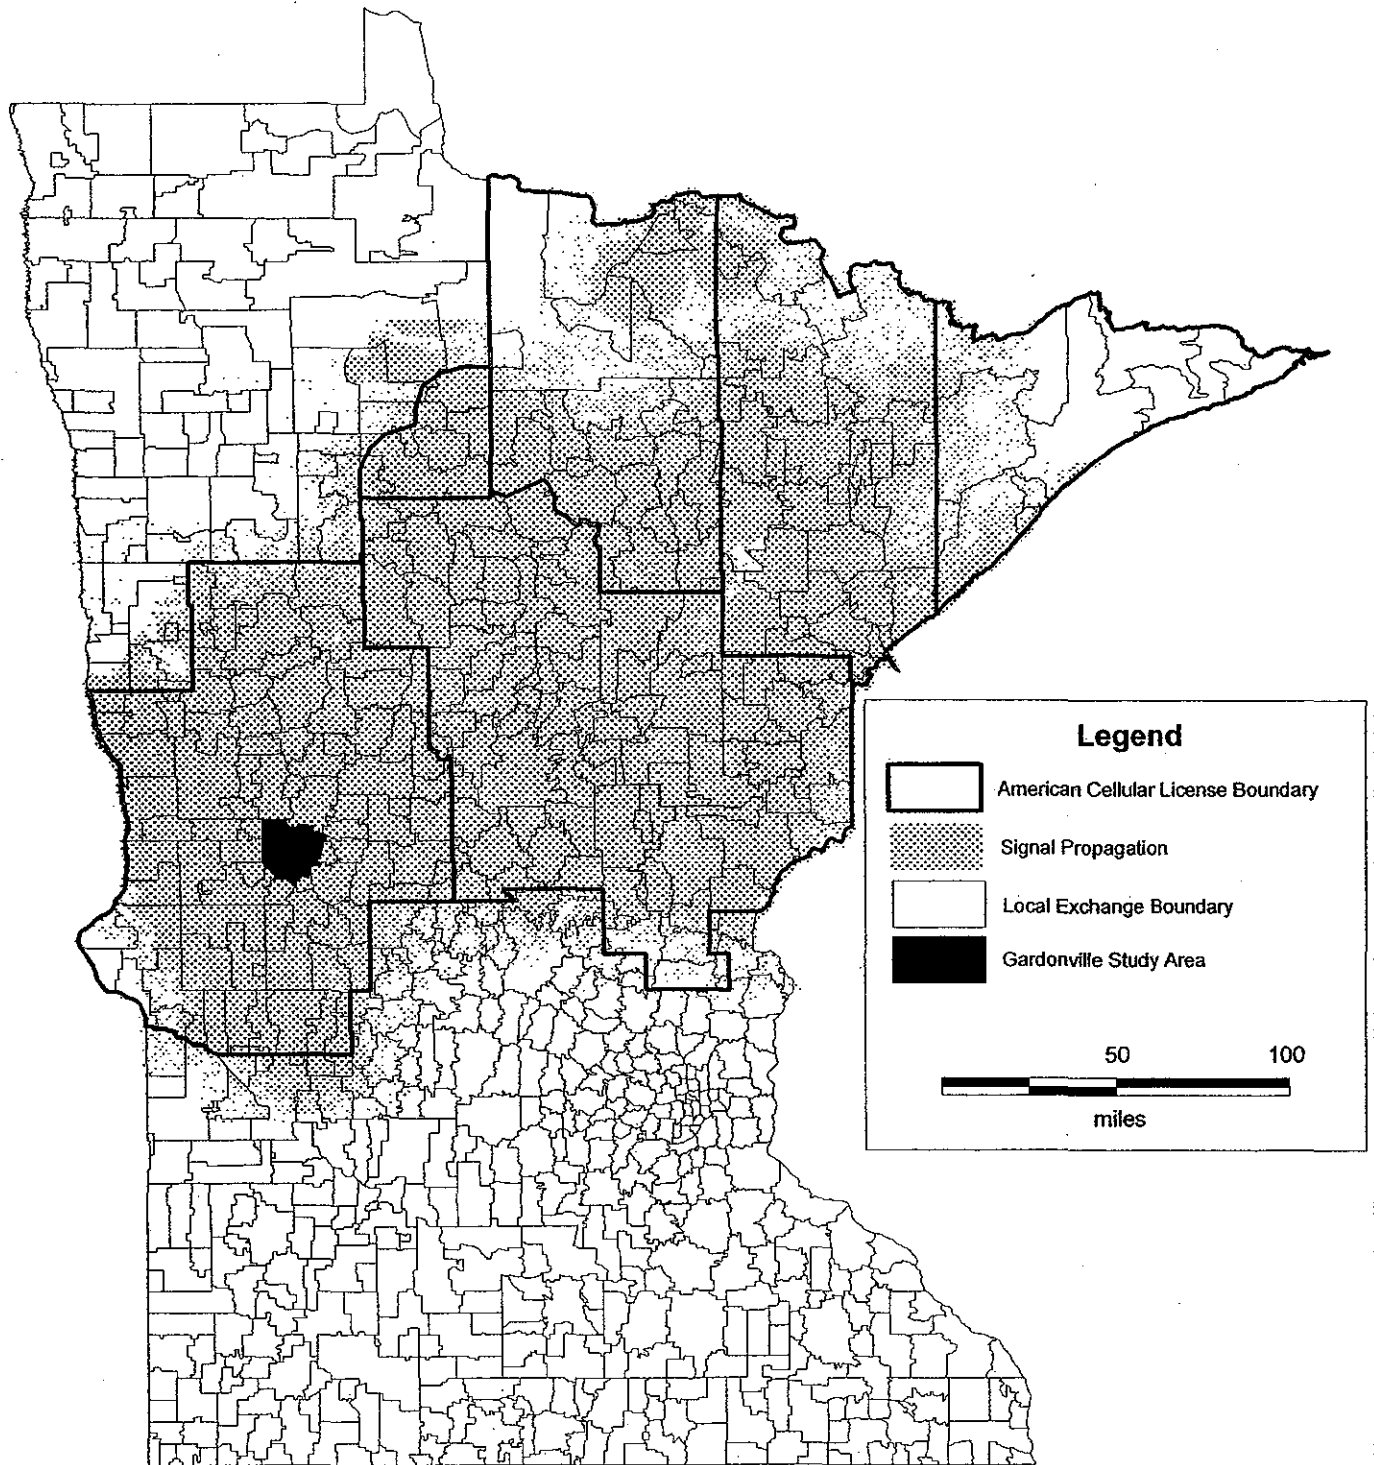 Legend
American Cellular License Boundary
Signal Propagation
Local Exchange Boundary
Gardonville Study Area
50 100
miles